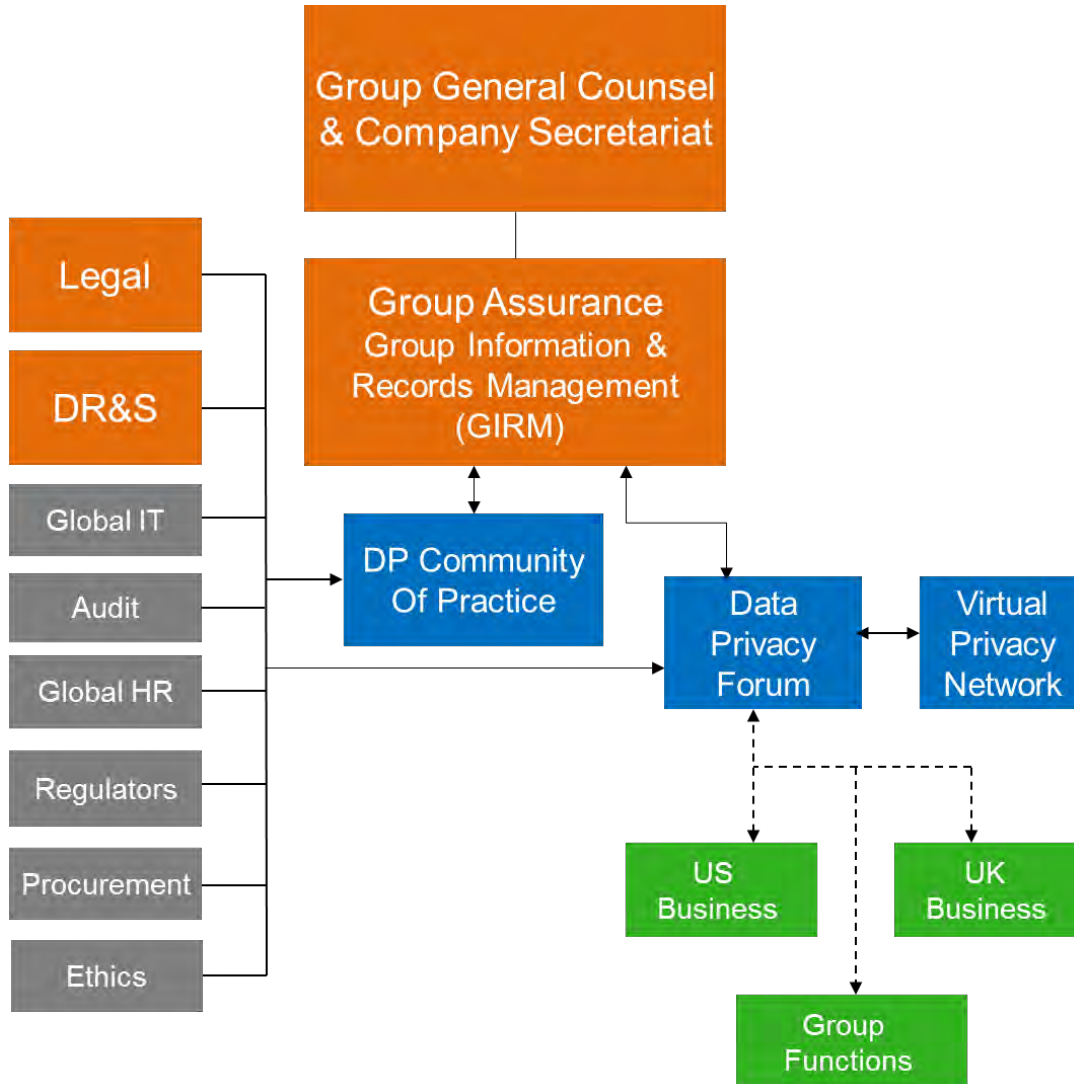 Group General Counsel
& Company Secretariat
Legal
Group Assurance
Group Information &
Records Management
(GIRM)
DR&S
Global IT
DP Community
Of Practice
Audit
Data
Privacy
Forum
Virtual
Privacy
Network
Global HR
Regulators
Procurement
US
Business
UK
Business
Ethics
Group
Functions